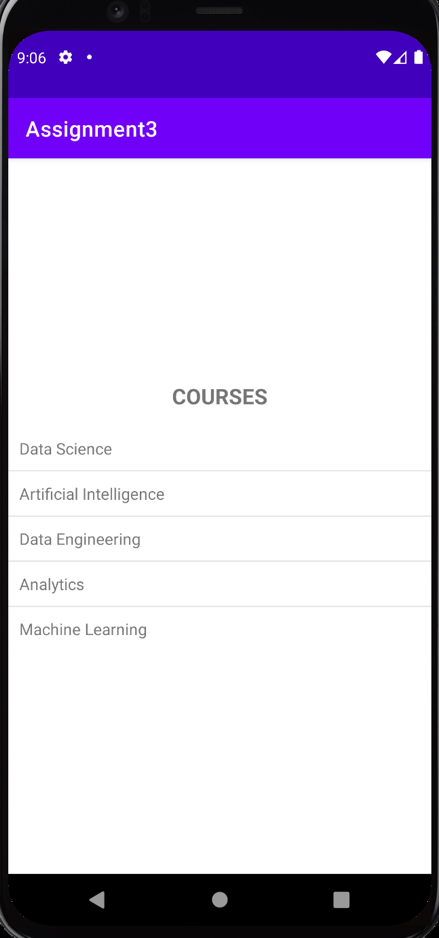 9:06
Assignment3
COURSES
Data Science
Artificial Intelligence
Data Engineering
Analytics
Machine Learning